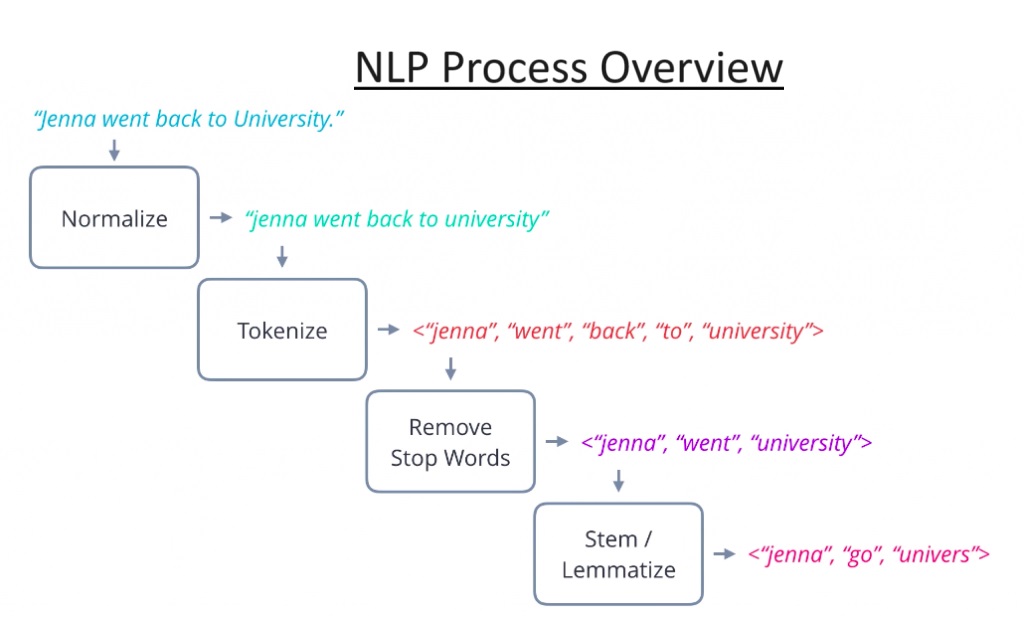 NLP Process Overview
“Jenna went back to University.”
Normalize
“jenna went back to university”
Tokenize
<“jenna”, “went”, “back”, “to”, “university”>
Remove
Stop Words
<“jenna”, “went”, “university”>
Stem /
Lemmatize
<“jenna”, “go”, “univers”>